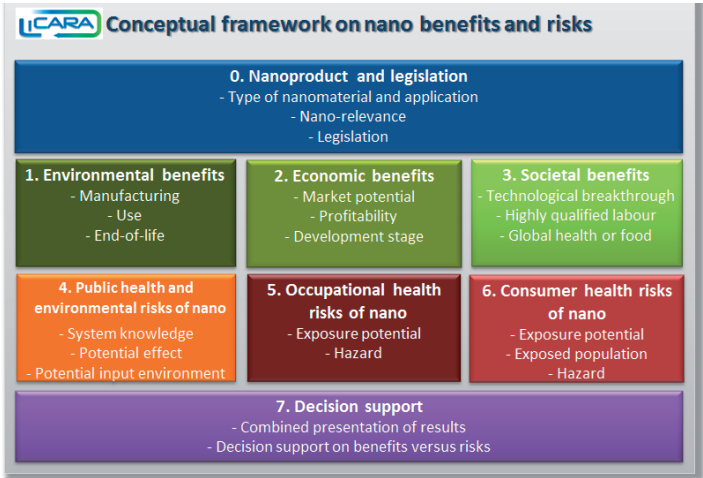 LICARA Conceptual framework on nano benefits and risks
0. Nanoproduct and legislation
- Type of nanomaterial and application
- Nano-relevance
- Legislation
1. Environmental benefits
- Manufacturing
- Use
- End-of-life
2. Economic benefits
- Market potential
- Profitability
- Development stage
3. Societal benefits
- Technological breakthrough
- Highly qualified labour
- Global health or food
4. Public health and
environmental risks of nano
- System knowledge
- Potential effect
- Potential input environment
5. Occupational health
risks of nano
- Exposure potential
- Hazard
6. Consumer health risks
of nano
- Exposure potential
- Exposed population
- Hazard
7. Decision support
- Combined presentation of results
- Decision support on benefits versus risks